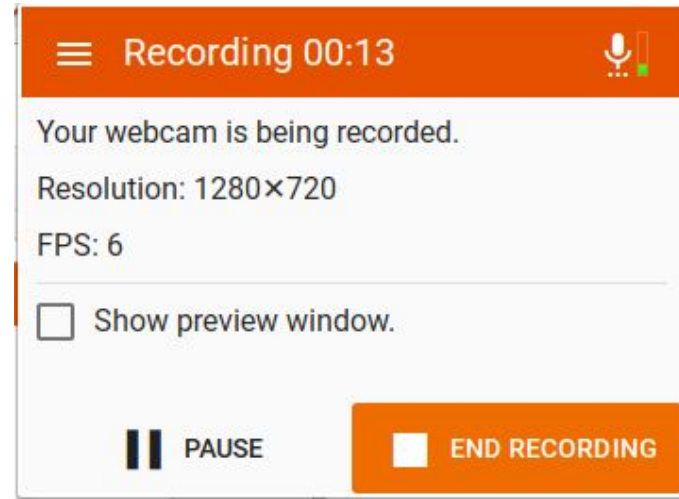 Recording 00:13
Your webcam is being recorded.
Resolution: 1280×720
FPS: 6
Show preview window.
PAUSE
END RECORDING